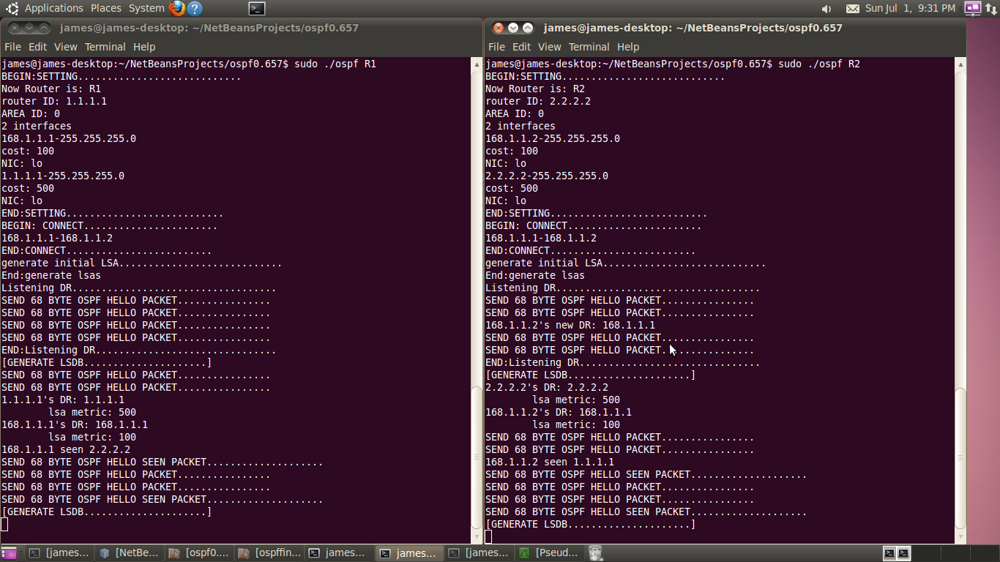 Applications Places System
Sun Jul 1, 9:31 PM
james@james-desktop: ~/NetBeansProjects/ospf0.657
File Edit View Terminal Help
james@james-desktop:~/NetBeansProjects/ospf0.657$ sudo ./ospf R1
BEGIN:SETTING............................
Now Router is: R1
router ID: 1.1.1.1
AREA ID: 0
2 interfaces
168.1.1.1-255.255.255.0
cost: 100
NIC: lo
1.1.1.1-255.255.255.0
cost: 500
NIC: lo
END:SETTING...........................
BEGIN: CONNECT.......................
168.1.1.1-168.1.1.2
END:CONNECT.........................
generate initial LSA............................
End:generate lsas
Listening DR...................................
SEND 68 BYTE OSPF HELLO PACKET................
SEND 68 BYTE OSPF HELLO PACKET................
SEND 68 BYTE OSPF HELLO PACKET................
SEND 68 BYTE OSPF HELLO PACKET................
END:Listening DR...............................
[GENERATE LSDB.....................]
SEND 68 BYTE OSPF HELLO PACKET................
SEND 68 BYTE OSPF HELLO PACKET................
1.1.1.1's DR: 1.1.1.1
lsa metric: 500
168.1.1.1's DR: 168.1.1.1
lsa metric: 100
168.1.1.1 seen 2.2.2.2
SEND 68 BYTE OSPF HELLO SEEN PACKET....................
SEND 68 BYTE OSPF HELLO PACKET................
SEND 68 BYTE OSPF HELLO PACKET................
SEND 68 BYTE OSPF HELLO SEEN PACKET....................
[GENERATE LSDB.....................]
james@james-desktop: ~/NetBeansProjects/ospf0.657
File Edit View Terminal Help
james@james-desktop:~/NetBeansProjects/ospf0.657$ sudo ./ospf R2
BEGIN:SETTING............................
Now Router is: R2
router ID: 2.2.2.2
AREA ID: 0
2 interfaces
168.1.1.2-255.255.255.0
cost: 100
NIC: lo
2.2.2.2-255.255.255.0
cost: 500
NIC: lo
END:SETTING...........................
BEGIN: CONNECT.......................
168.1.1.1-168.1.1.2
END:CONNECT.........................
generate initial LSA............................
End:generate lsas
Listening DR...................................
SEND 68 BYTE OSPF HELLO PACKET................
SEND 68 BYTE OSPF HELLO PACKET................
168.1.1.2's new DR: 168.1.1.1
SEND 68 BYTE OSPF HELLO PACKET................
SEND 68 BYTE OSPF HELLO PACKET................
END:Listening DR...............................
[GENERATE LSDB.....................]
2.2.2.2's DR: 2.2.2.2
lsa metric: 500
168.1.1.2's DR: 168.1.1.1
lsa metric: 100
SEND 68 BYTE OSPF HELLO PACKET................
SEND 68 BYTE OSPF HELLO PACKET................
168.1.1.2 seen 1.1.1.1
SEND 68 BYTE OSPF HELLO SEEN PACKET....................
SEND 68 BYTE OSPF HELLO PACKET................
SEND 68 BYTE OSPF HELLO PACKET................
SEND 68 BYTE OSPF HELLO SEEN PACKET....................
[GENERATE LSDB.....................]
[james... [NetBe... [ospf0.... [ospffin... james... james... [james... [Pseud...